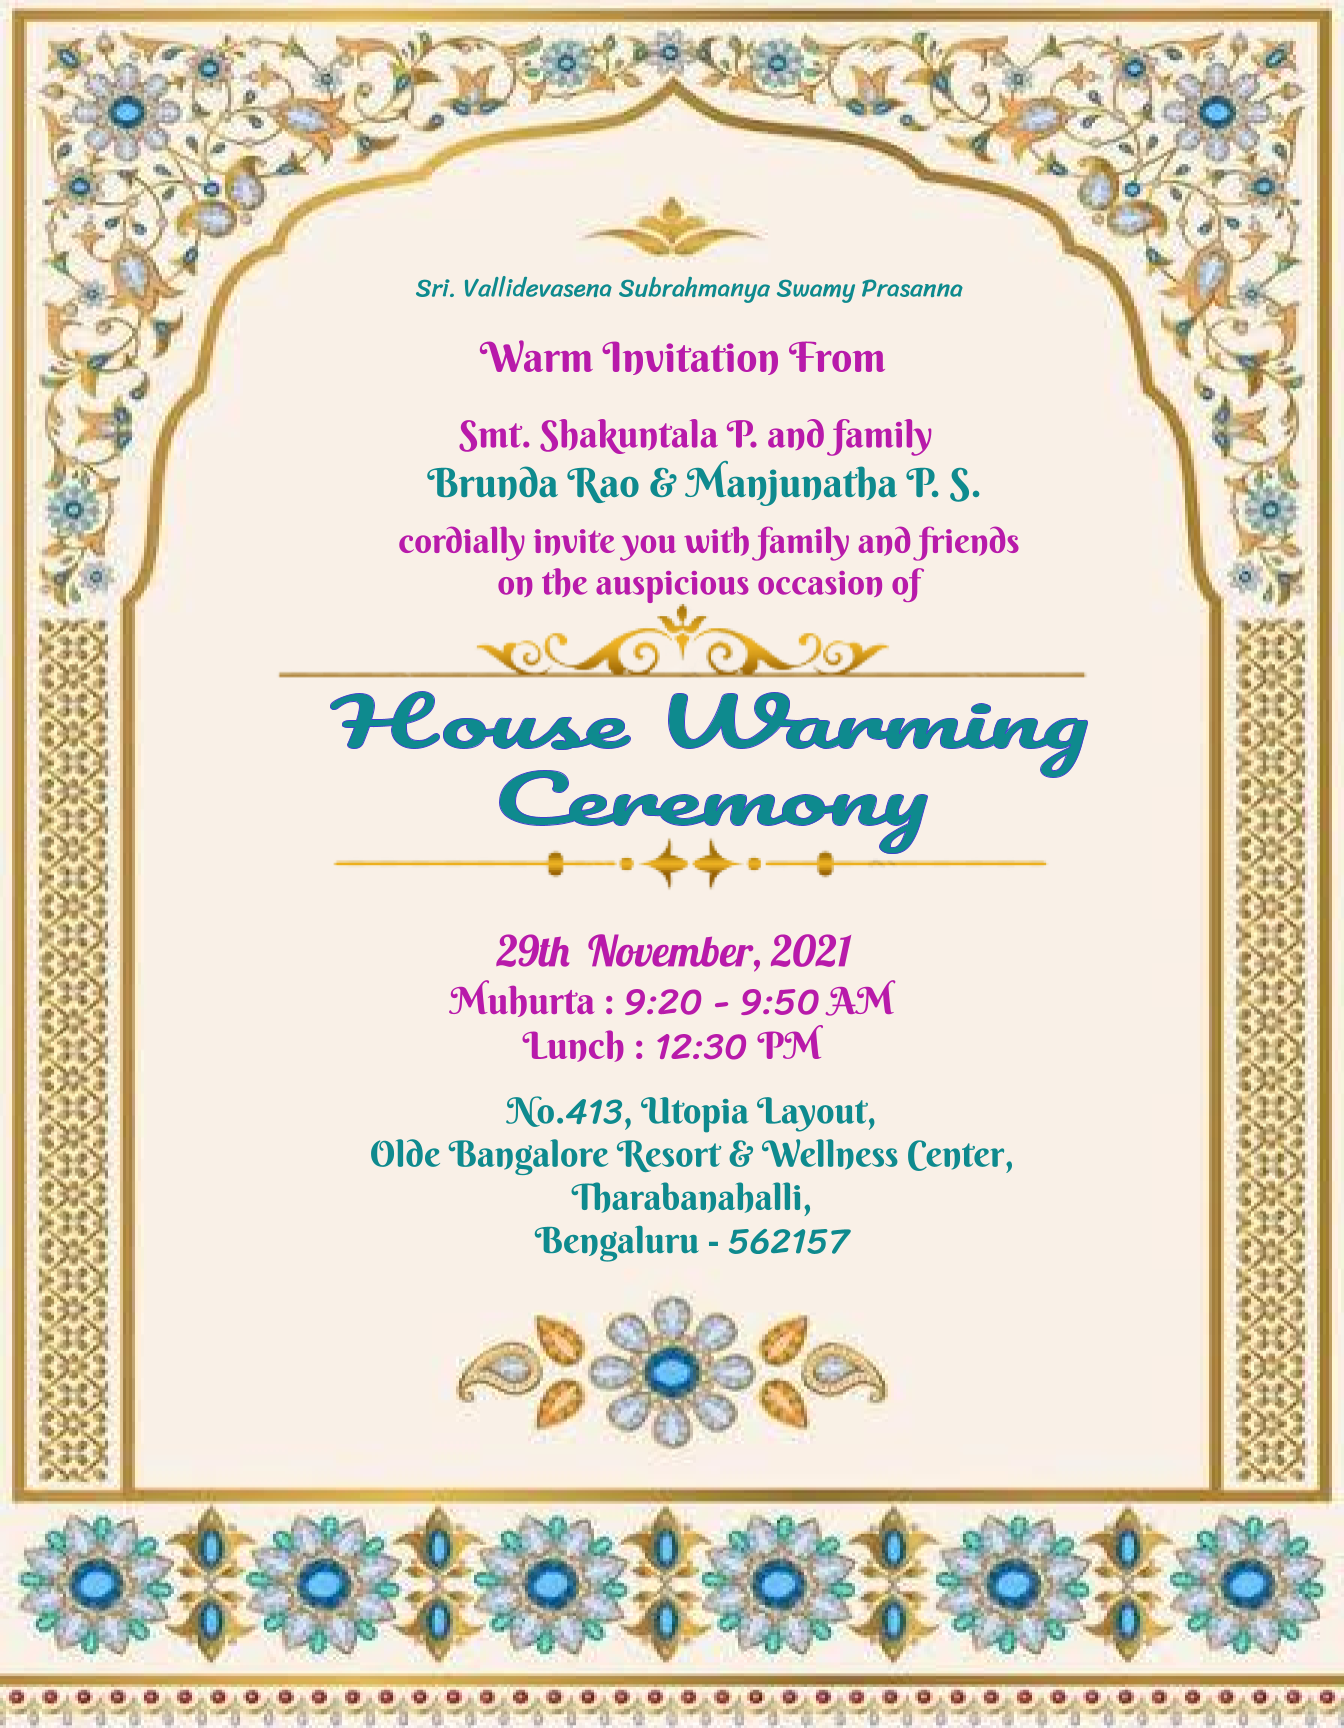 Sri. Vallidevasena Subrahmanya Swamy Prasanna
Warm Invitation From
Smt. Shakuntala P. and family
Brunda Rao & Manjunatha P. S.
cordially invite you with family and friends
on the auspicious occasion of
House Warming
Ceremony
29th November, 2021
Muhurta : 9:20 - 9:50 AM
Lunch : 12:30 PM
No.413, Utopia Layout,
Olde Bangalore Resort & Wellness Center,
Tharabanahalli,
Bengaluru - 562157